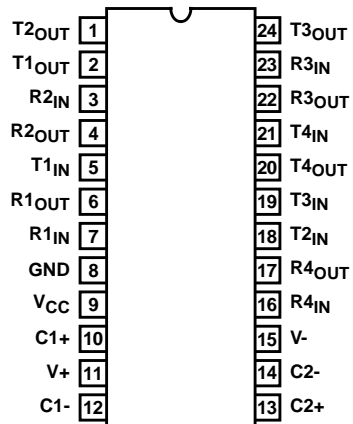 T2OUT 1 24 T3OUT
T1OUT 2 23 R3IN
R2IN 3 22 R3OUT
R2OUT 4 21 T4IN
T1IN 5 20 T4OUT
R1OUT 6 19 T3IN
R1IN 7 18 T2IN
GND 8 17 R4OUT
VCC 9 16 R4IN
C1+ 10 15 V-
V+ 11 14 C2-
C1- 12 13 C2+